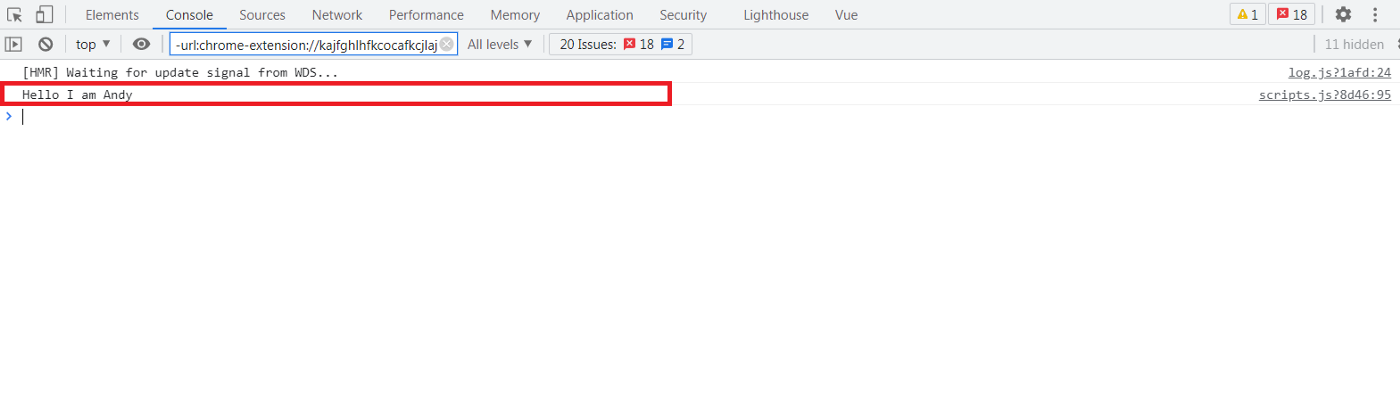 Elements Console Sources Network Performance Memory Application Security Lighthouse Vue 1 18
top -url:chrome-extension://kajfghlhfkcocafkcjlaj All levels 20 Issues: 18 2 11 hidden
[HMR] Waiting for update signal from WDS... log.js?1afd:24
Hello I am Andy scripts.js?8d46:95